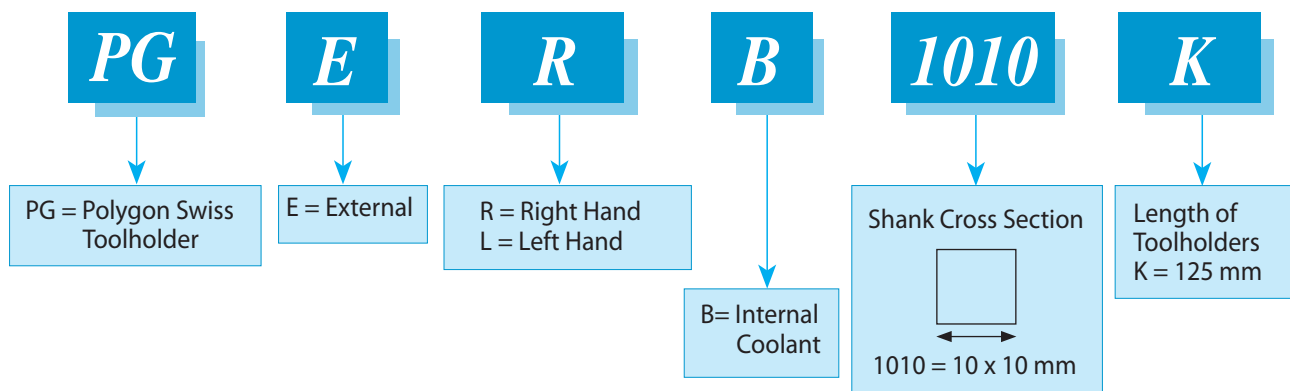 PG
E
R
B
1010
K
PG = Polygon Swiss
Toolholder
E = External
R = Right Hand
L = Left Hand
B= Internal
Coolant
Shank Cross Section
1010 = 10 x 10 mm
Length of
Toolholders
K = 125 mm